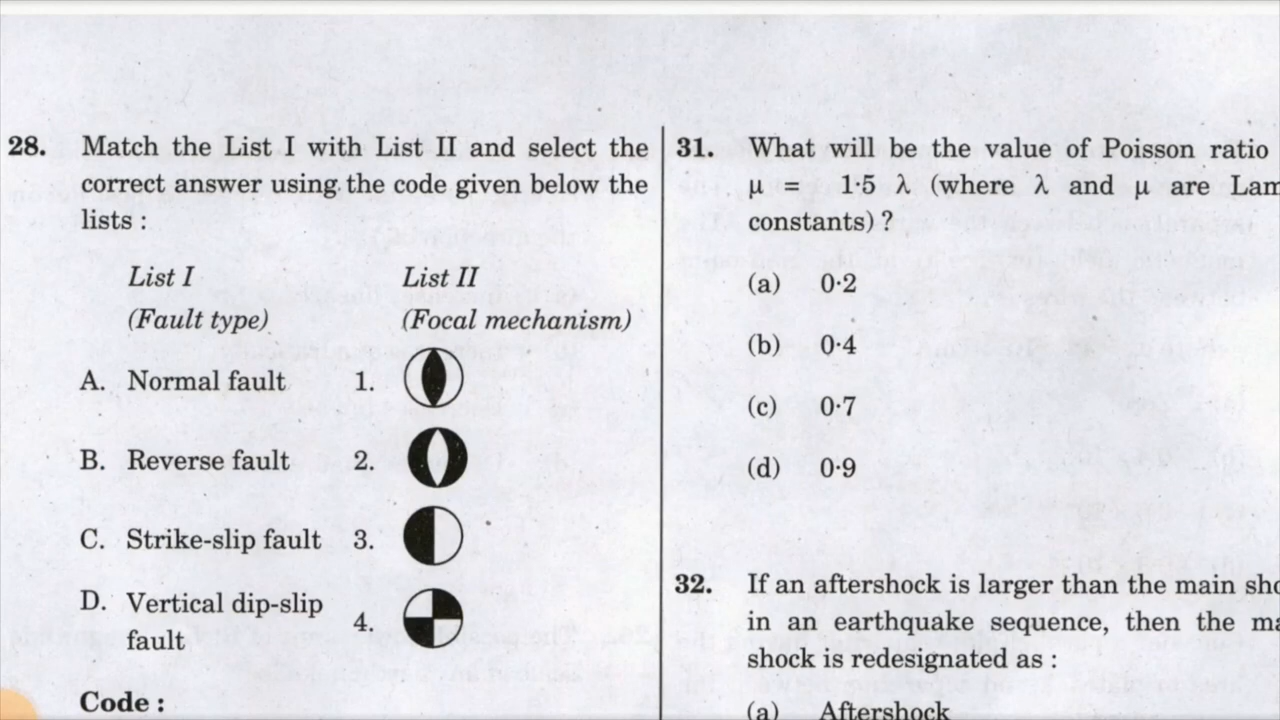 28. Match the List I with List II and select the
correct answer using the code given below the
lists :
List I List II
(Fault type) (Focal mechanism)
A. Normal fault 1.
B. Reverse fault 2.
C. Strike-slip fault 3.
D. Vertical dip-slip
fault 4.
Code :
31. What will be the value of Poisson ratio
μ = 1·5 λ (where λ and μ are Lam
constants) ?
(a) 0·2
(b) 0·4
(c) 0·7
(d) 0·9
32. If an aftershock is larger than the main sho
in an earthquake sequence, then the ma
shock is redesignated as :
(a) Aftershock